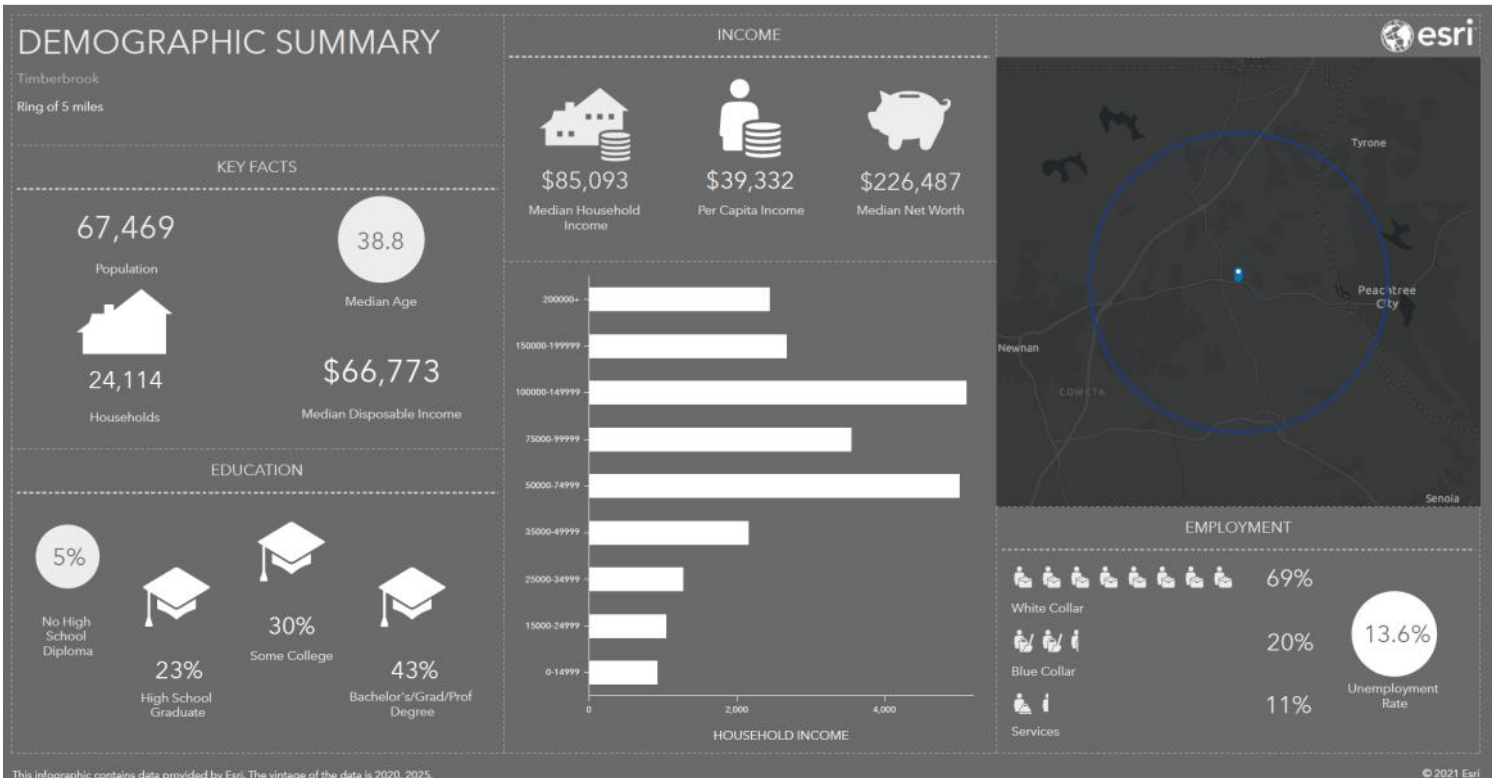 DEMOGRAPHIC SUMMARY
Timberbrook
Ring of 5 miles
KEY FACTS
67,469
Population
38.8
Median Age
24,114
Households
$66,773
Median Disposable Income
EDUCATION
5%
No High
School
Diploma
23%
High School
Graduate
30%
Some College
43%
Bachelor's/Grad/Prof
Degree
INCOME
$85,093
Median Household
Income
$39,332
Per Capita Income
$226,487
Median Net Worth
200000+
150000-199999
100000-149999
75000-99999
50000-74999
35000-49999
25000-34999
15000-24999
0-14999
0
2,000
4,000
HOUSEHOLD INCOME
esri
Tyrone
Peachtree
City
Newnan
COWETA
Senoia
EMPLOYMENT
69%
White Collar
20%
Blue Collar
11%
Services
13.6%
Unemployment
Rate
This infographic contains data provided by Esri. The vintage of the data is 2020, 2025.
© 2021 Esri